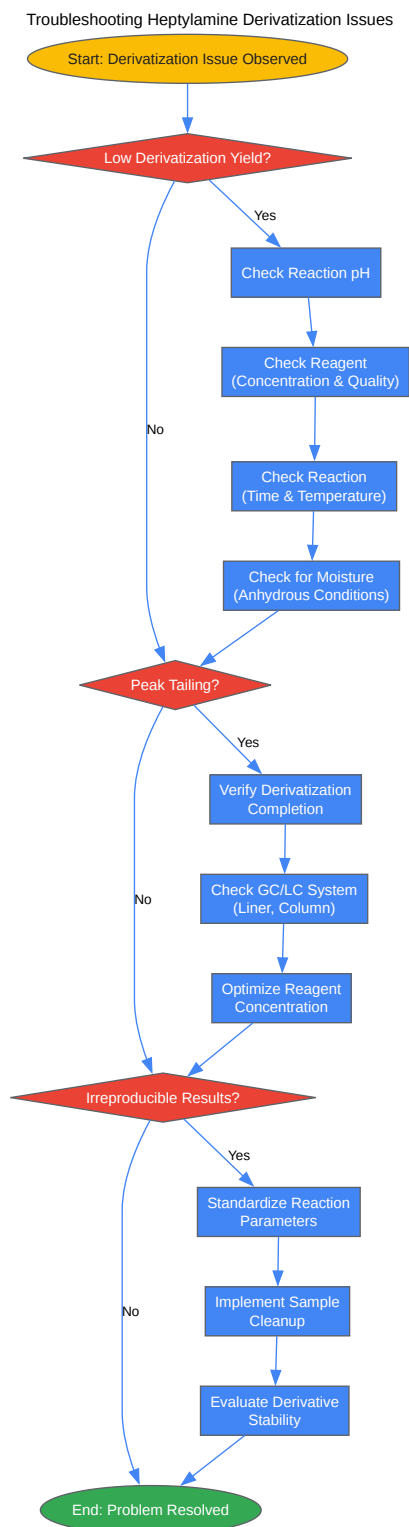 Troubleshooting Heptylamine Derivatization Issues
Start: Derivatization Issue Observed
Low Derivatization Yield?
Yes
Check Reaction pH
Check Reagent
(Concentration & Quality)
No
Check Reaction
(Time & Temperature)
Check for Moisture
(Anhydrous Conditions)
Peak Tailing?
Yes
Verify Derivatization
Completion
Check GC/LC System
(Liner, Column)
No
Optimize Reagent
Concentration
Irreproducible Results?
Yes
Standardize Reaction
Parameters
Implement Sample
Cleanup
No
Evaluate Derivative
Stability
End: Problem Resolved